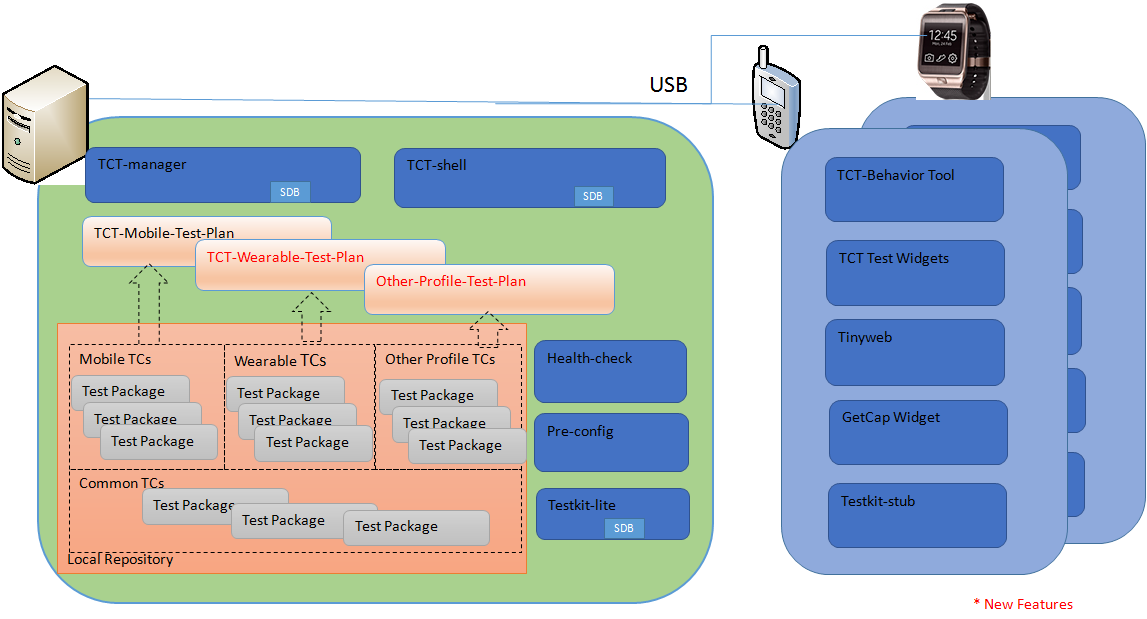 12:45
Mon, 24 Feb
USB
TCT-manager
SDB
TCT-shell
SDB
TCT-Mobile-Test-Plan
TCT-Wearable-Test-Plan
Other-Profile-Test-Plan
Mobile TCs
Test Package
Test Package
Test Package
Wearable TCs
Test Package
Test Package
Test Package
Other Profile TCs
Test Package
Test Package
Test Package
Common TCs
Test Package
Test Package
Test Package
Local Repository
Health-check
Pre-config
Testkit-lite
SDB
TCT-Behavior Tool
TCT Test Widgets
Tinyweb
GetCap Widget
Testkit-stub
* New Features